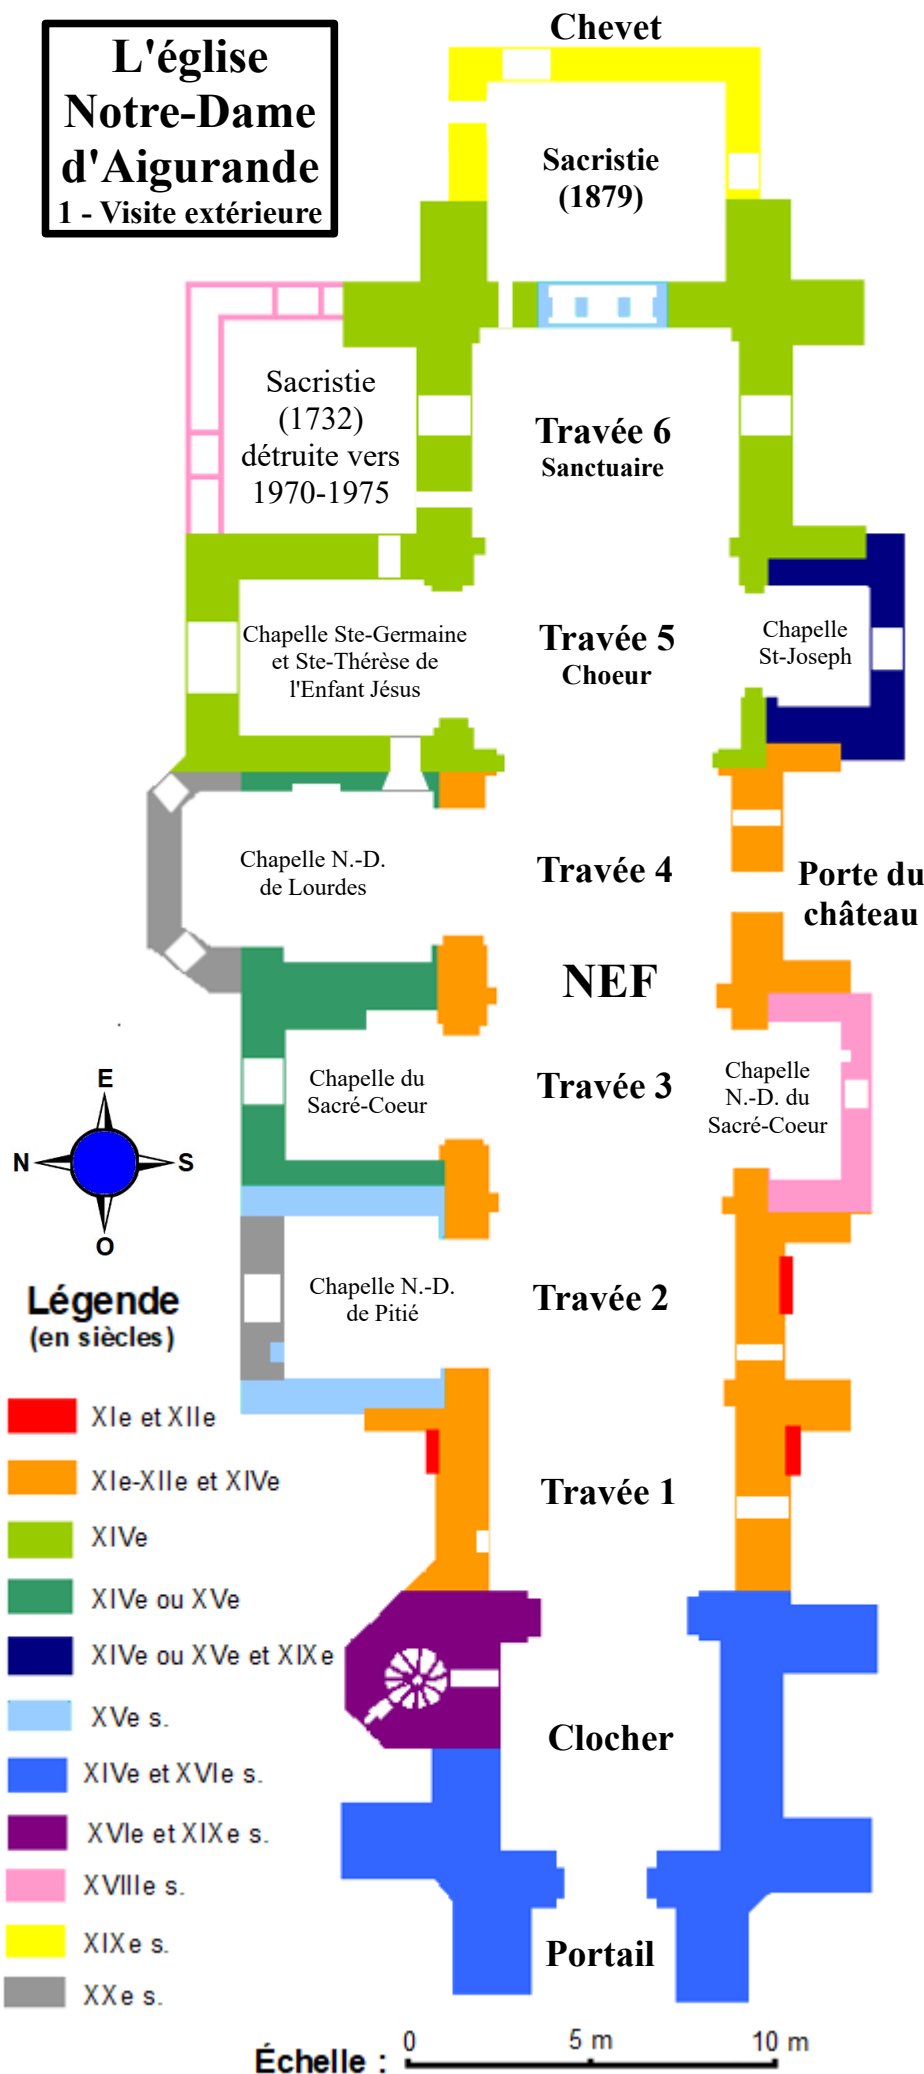 Chevet
L'église
Notre-Dame
d'Aigurande
1 - Visite extérieure
Sacristie
(1879)
Sacristie
(1732)
détruite vers
1970-1975
Travée 6
Sanctuaire
Chapelle Ste-Germaine
et Ste-Thérèse de
l'Enfant Jésus
Travée 5
Choeur
Chapelle
St-Joseph
Chapelle N.-D.
de Lourdes
Travée 4
Porte du
château
NEF
Chapelle du
Sacré-Coeur
Travée 3
Chapelle
N.-D. du
Sacré-Coeur
E
N
S
O
Chapelle N.-D.
de Pitié
Travée 2
Légende
(en siècles)
XIe et XIIe
XIe-XIIe et XIVe
XIVe
XIVe ou XVe
XIVe ou XVe et XIXe
XVe s.
XIVe et XVIe s.
XVIe et XIXe s.
XVIIIe s.
XIXe s.
XXe s.
Travée 1
Clocher
Portail
Échelle :
0
5 m
10 m